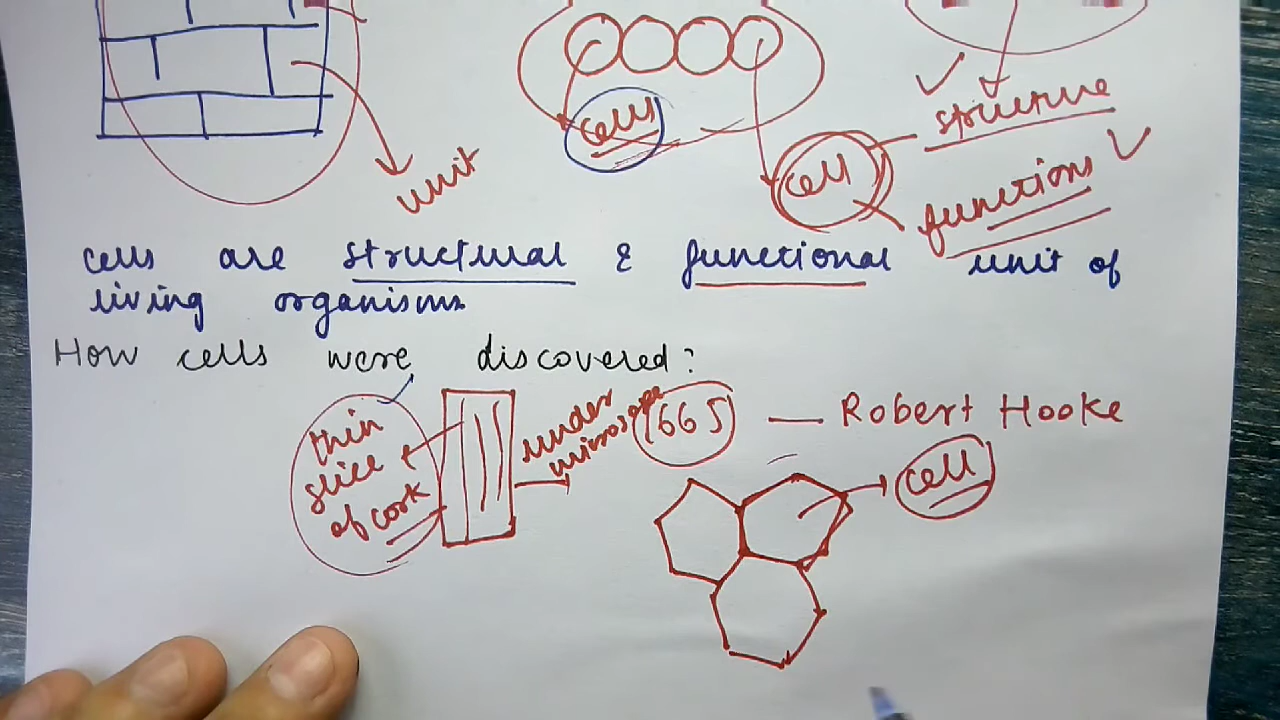 cells
structure
unit
cell
functions
cells are structural & functional unit of
living organisms
How cells were discovered?
thin
slice
of cork
under
microscope
1665 — Robert Hooke
cell